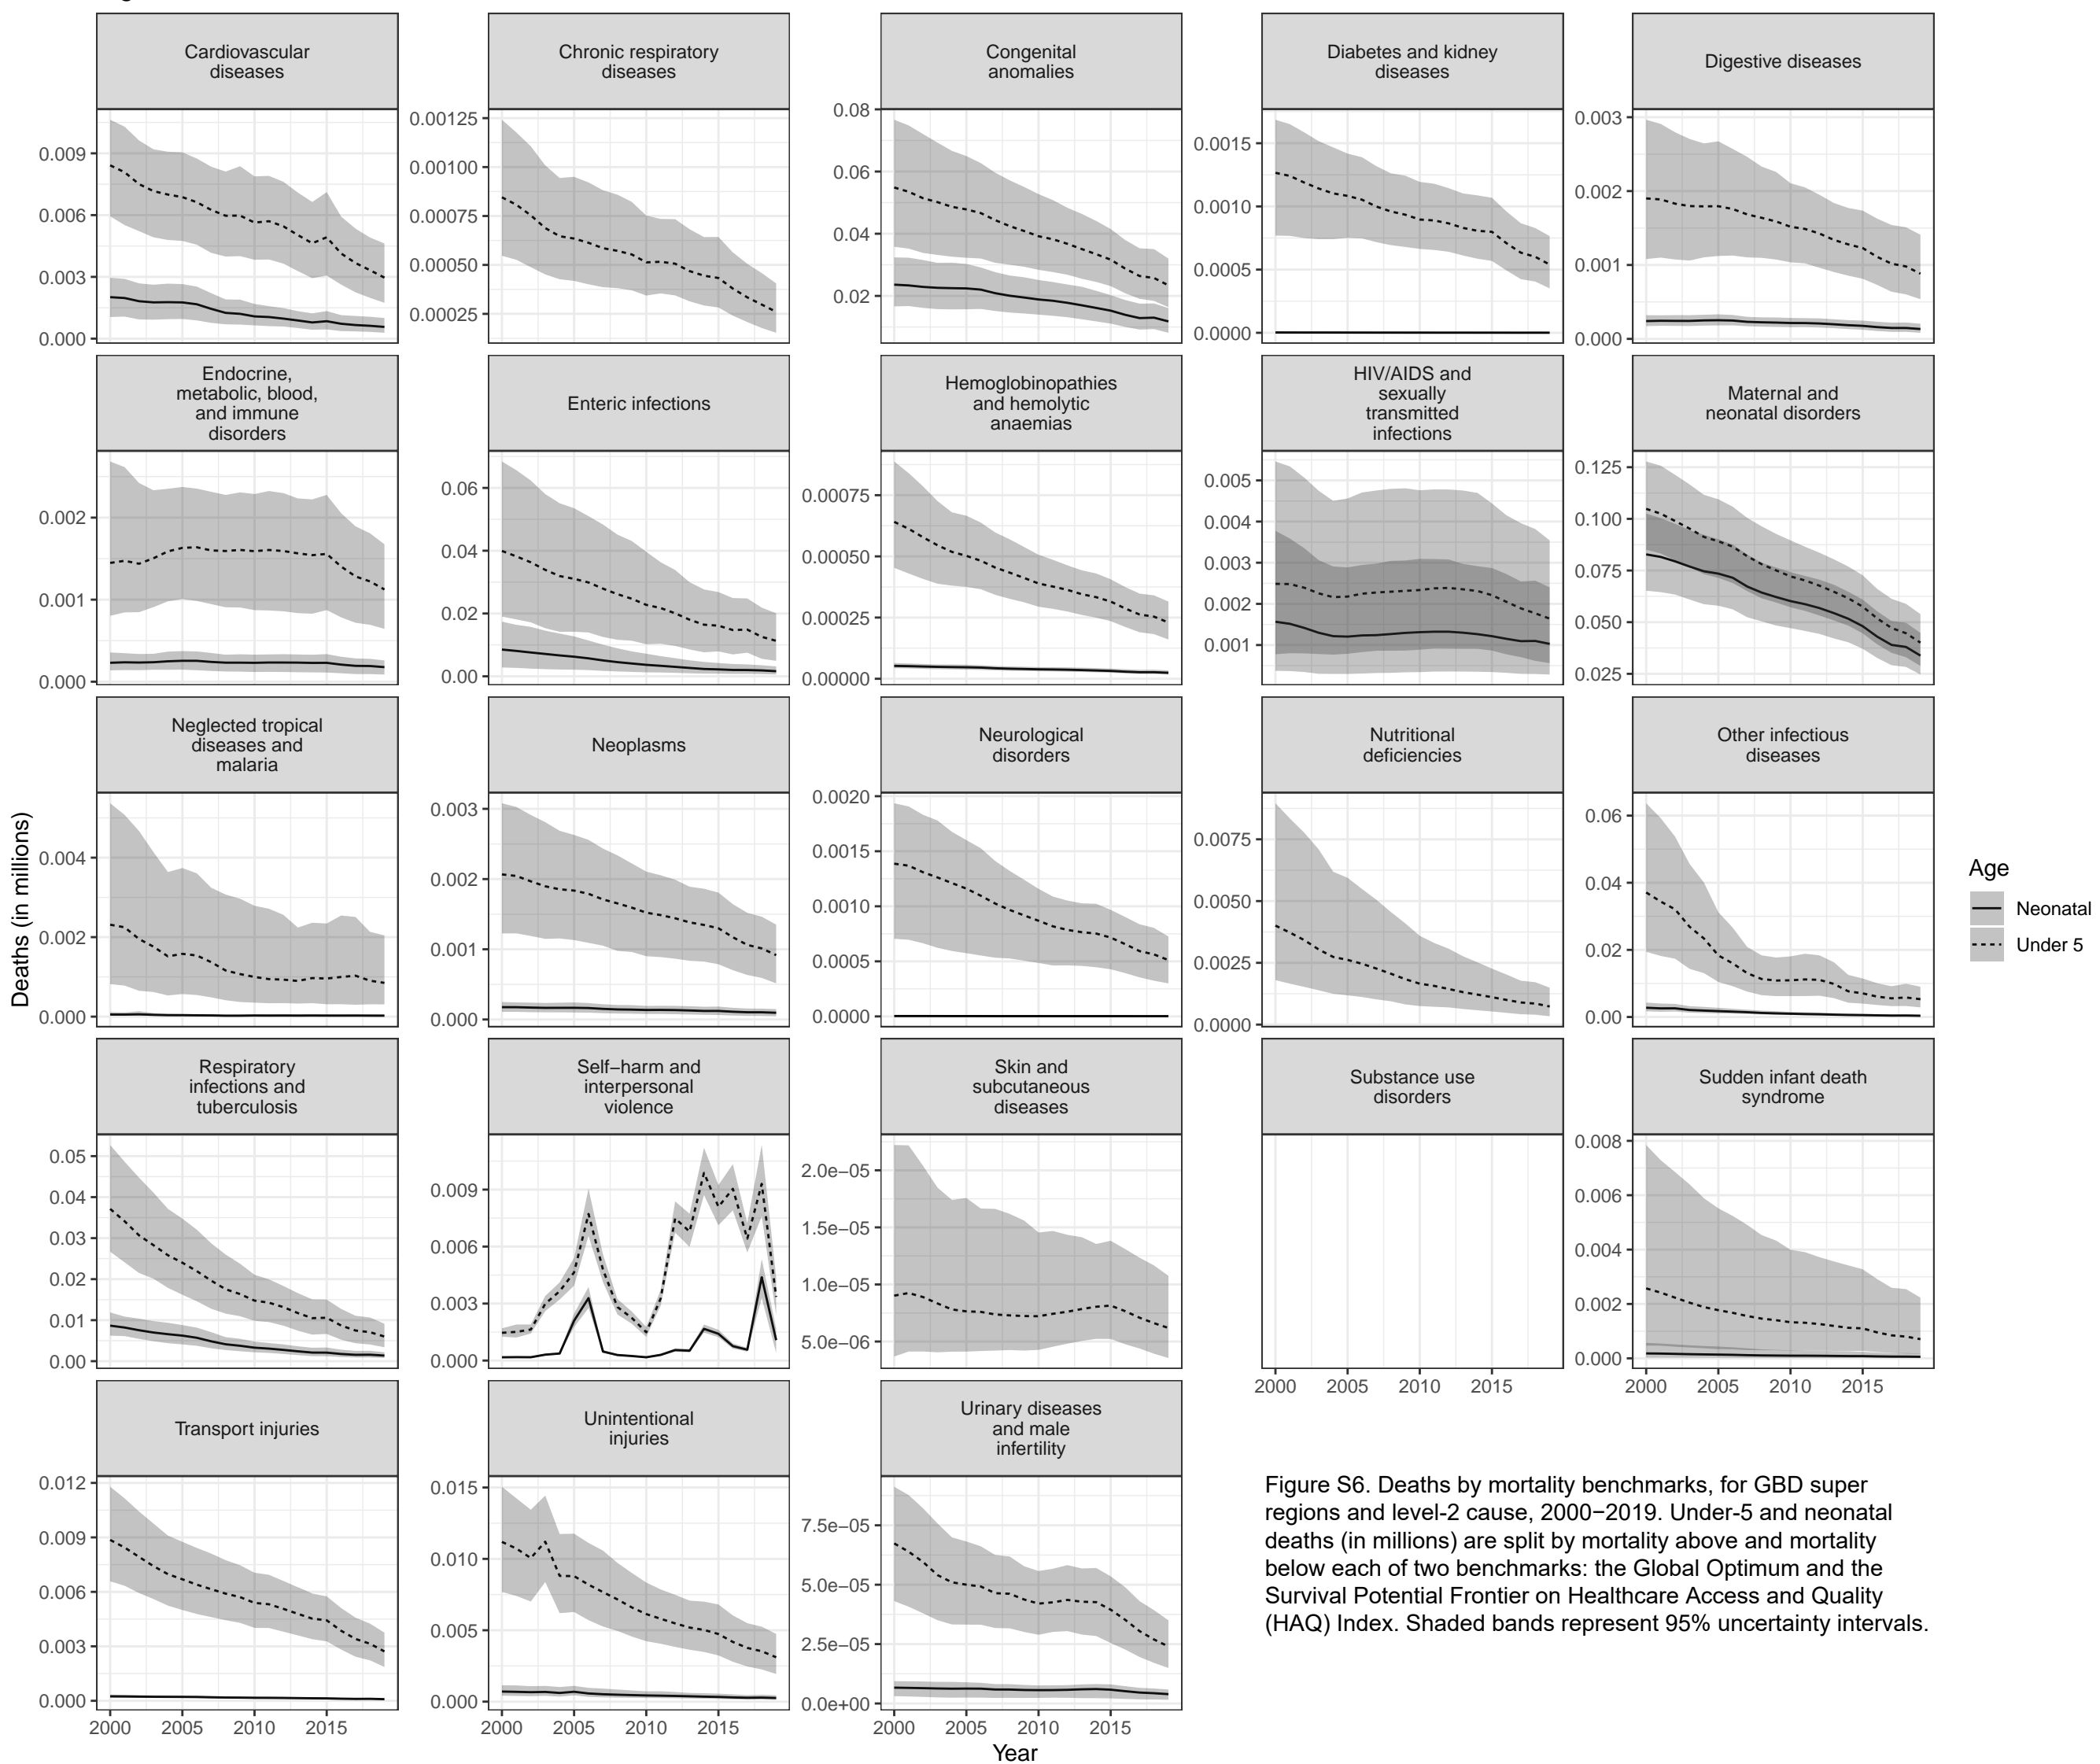 Cardiovascular
diseases
Chronic respiratory
diseases
Congenital
anomalies
Diabetes and kidney
diseases
Digestive diseases
0.009
0.006
0.003
0.000
0.00125
0.00100
0.00075
0.00050
0.00025
0.08
0.06
0.04
0.02
0.0015
0.0010
0.0005
0.0000
0.003
0.002
0.001
0.000
Endocrine,
metabolic, blood,
and immune
disorders
Enteric infections
Hemoglobinopathies
and hemolytic
anaemias
HIV/AIDS and
sexually
transmitted
infections
Maternal and
neonatal disorders
0.002
0.001
0.000
0.06
0.04
0.02
0.00
0.00075
0.00050
0.00025
0.00000
0.005
0.004
0.003
0.002
0.001
0.125
0.100
0.075
0.050
0.025
Neglected tropical
diseases and
malaria
Neoplasms
Neurological
disorders
Nutritional
deficiencies
Other infectious
diseases
0.004
0.002
0.000
0.003
0.002
0.001
0.000
0.0020
0.0015
0.0010
0.0005
0.0000
0.0075
0.0050
0.0025
0.0000
0.06
0.04
0.02
0.00
Deaths (in millions)
Age
Neonatal
Under 5
Respiratory
infections and
tuberculosis
Self−harm and
interpersonal
violence
Skin and
subcutaneous
diseases
Substance use
disorders
Sudden infant death
syndrome
0.05
0.04
0.03
0.02
0.01
0.00
0.009
0.006
0.003
0.000
2.0e−05
1.5e−05
1.0e−05
5.0e−06
0.008
0.006
0.004
0.002
0.000
2000 2005 2010 2015
2000 2005 2010 2015
Transport injuries
Unintentional
injuries
Urinary diseases
and male
infertility
0.012
0.009
0.006
0.003
0.000
0.015
0.010
0.005
0.000
7.5e−05
5.0e−05
2.5e−05
0.0e+00
2000 2005 2010 2015
2000 2005 2010 2015
2000 2005 2010 2015
Year
Figure S6. Deaths by mortality benchmarks, for GBD super
regions and level-2 cause, 2000−2019. Under-5 and neonatal
deaths (in millions) are split by mortality above and mortality
below each of two benchmarks: the Global Optimum and the
Survival Potential Frontier on Healthcare Access and Quality
(HAQ) Index. Shaded bands represent 95% uncertainty intervals.